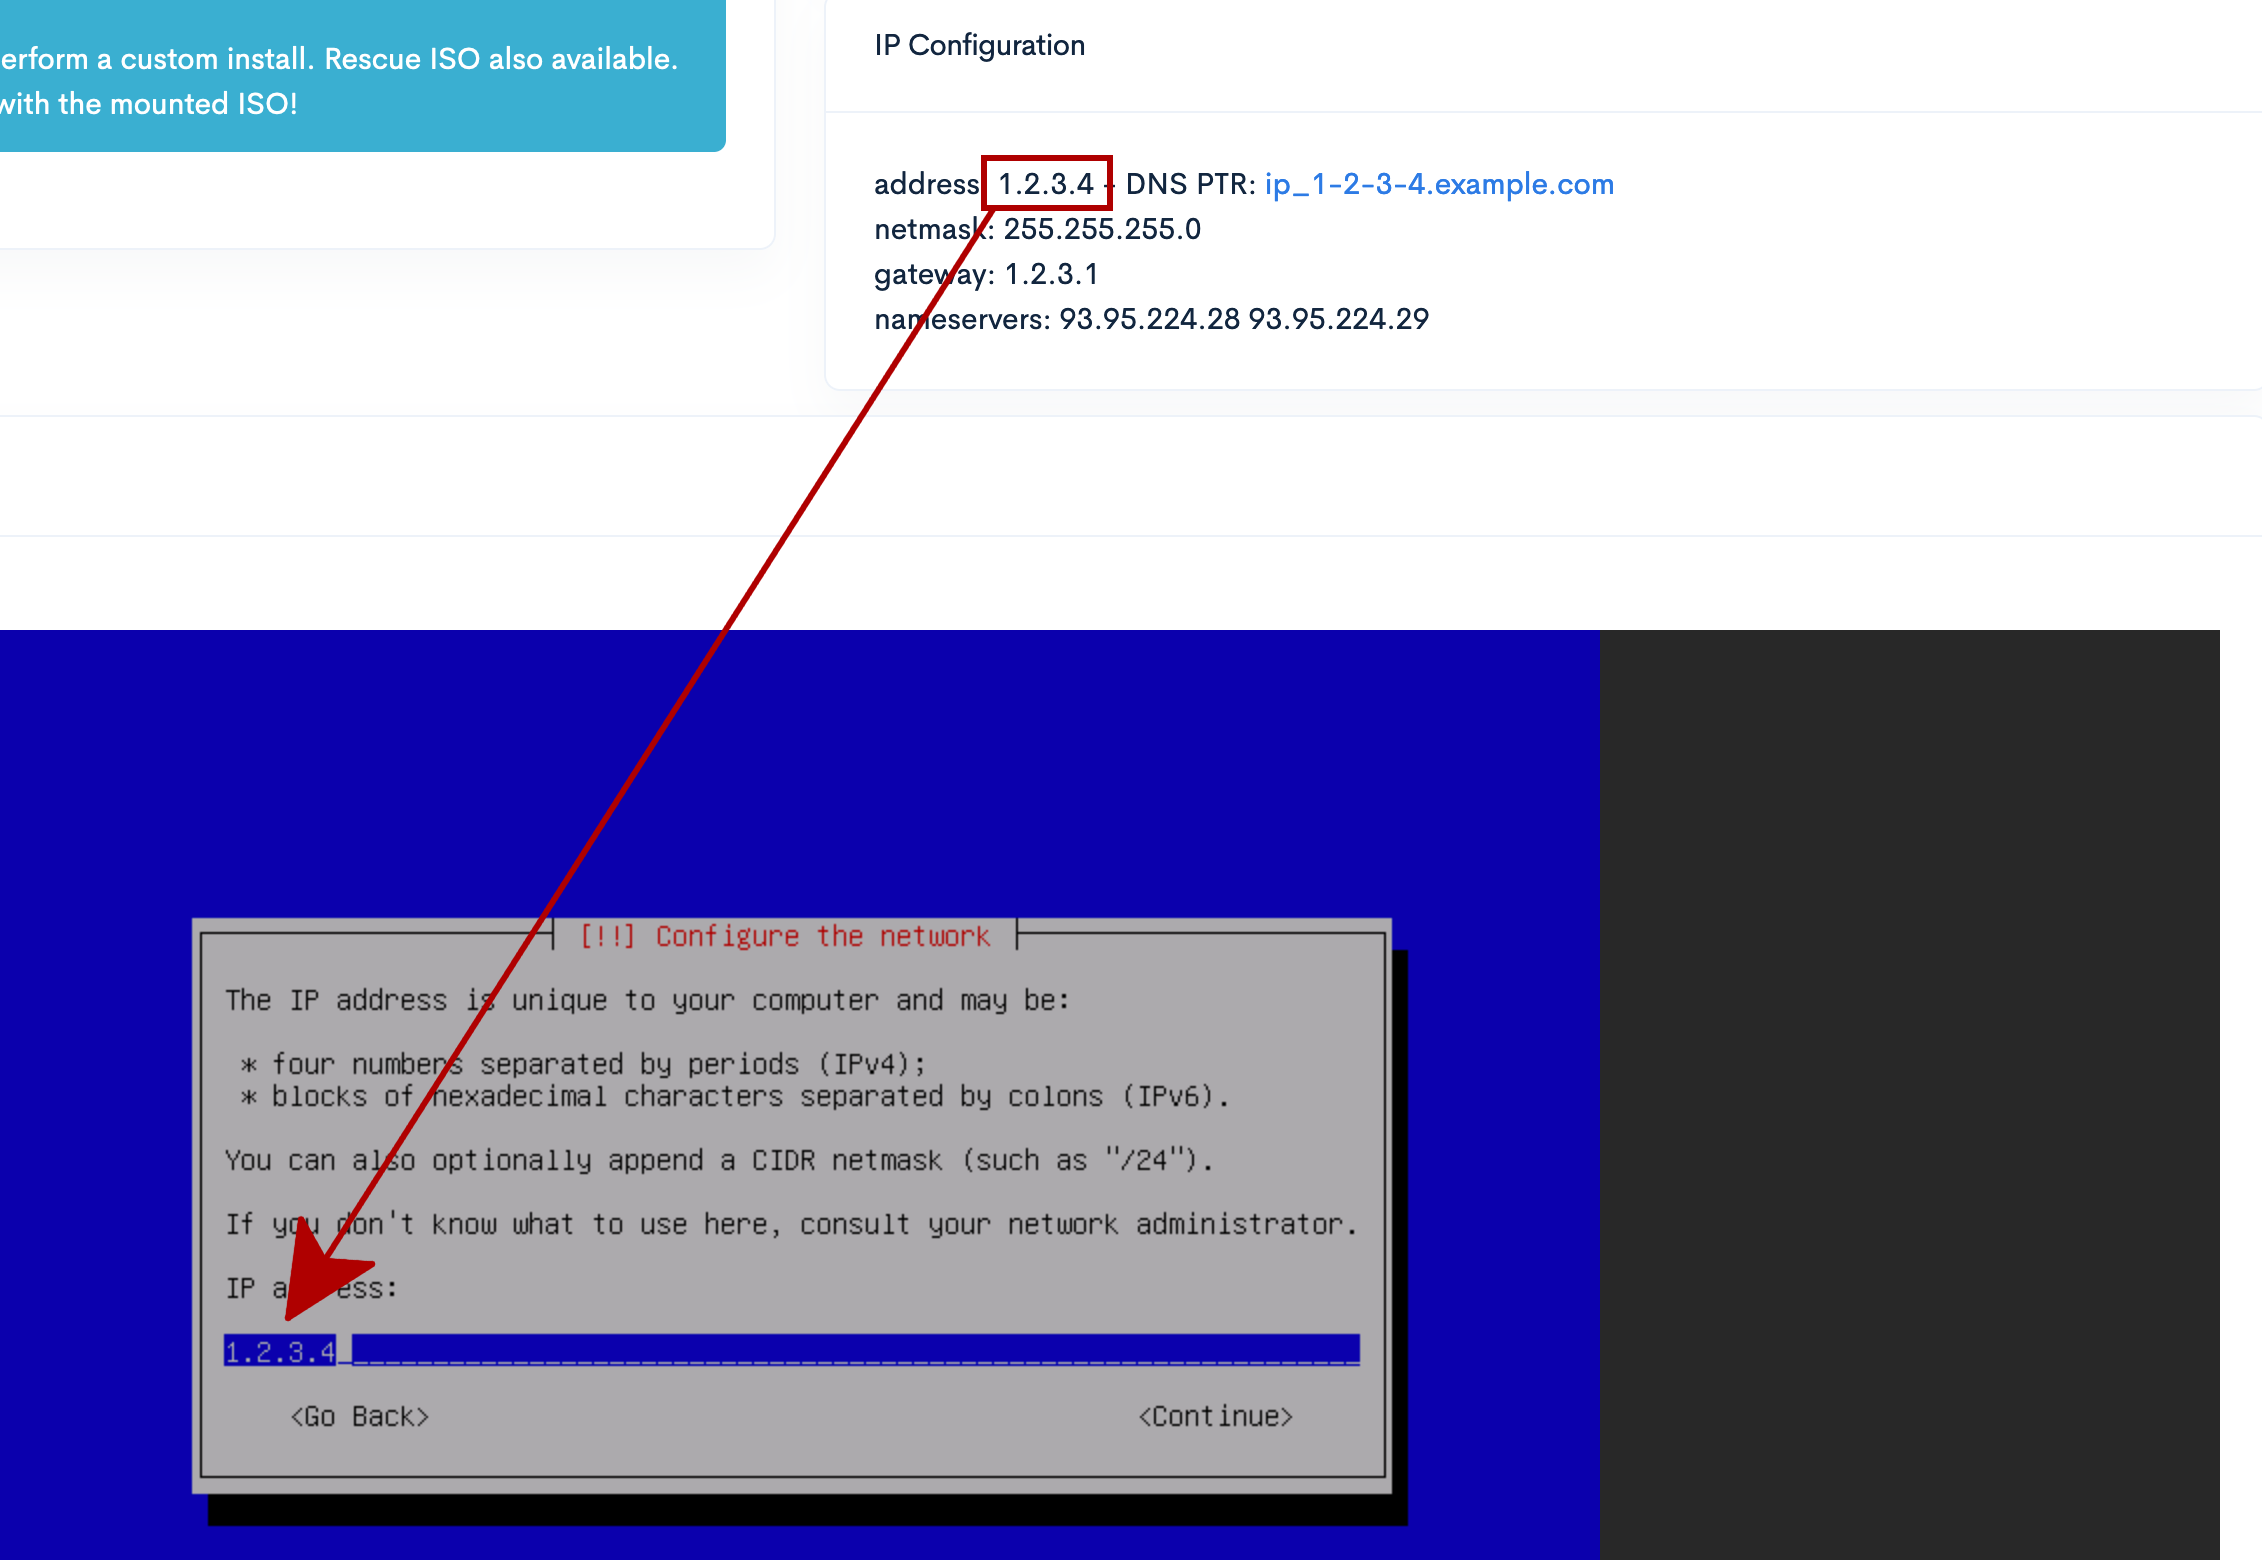 erform a custom install. Rescue ISO also available.
with the mounted ISO!
IP Configuration
address 1.2.3.4 - DNS PTR: ip_1-2-3-4.example.com
netmask: 255.255.255.0
gateway: 1.2.3.1
nameservers: 93.95.224.28 93.95.224.29
[!!] Configure the network
The IP address is unique to your computer and may be:
* four numbers separated by periods (IPv4);
* blocks of hexadecimal characters separated by colons (IPv6).
You can also optionally append a CIDR netmask (such as "/24").
If you don't know what to use here, consult your network administrator.
IP address:
1.2.3.4
<Go Back> <Continue>